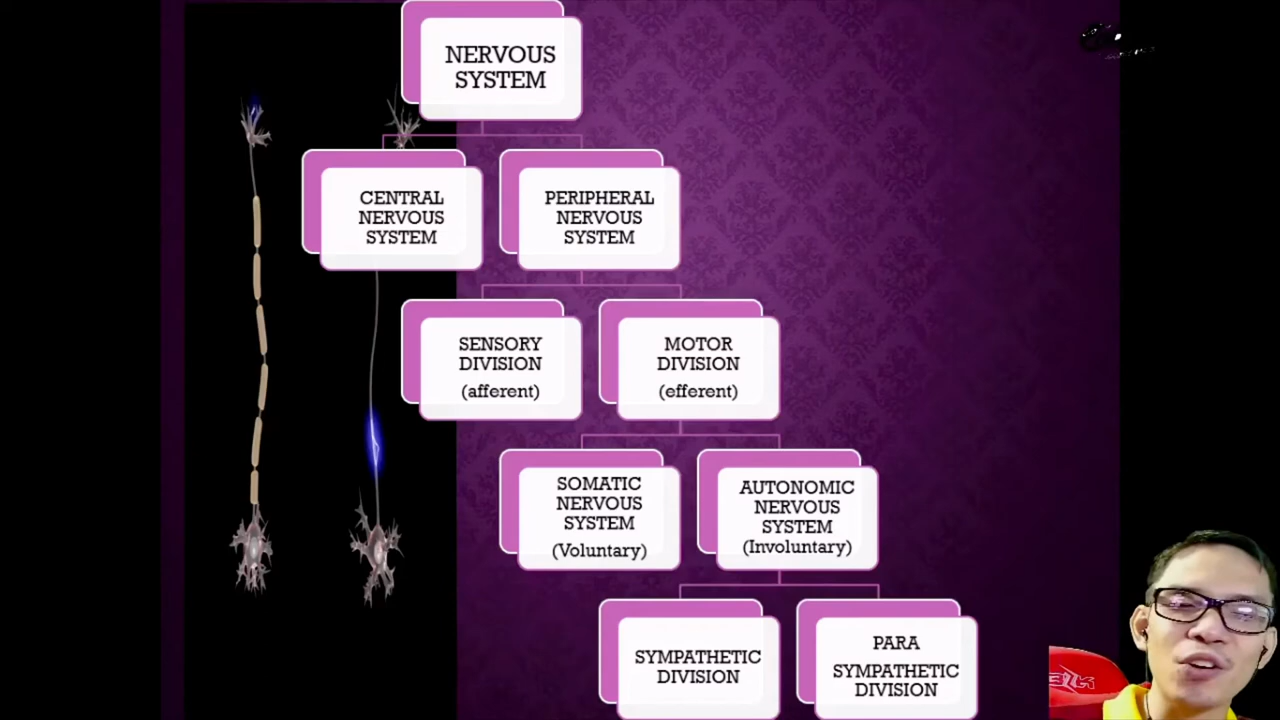 NERVOUS
SYSTEM
CENTRAL
NERVOUS
SYSTEM
PERIPHERAL
NERVOUS
SYSTEM
SENSORY
DIVISION
(afferent)
MOTOR
DIVISION
(efferent)
SOMATIC
NERVOUS
SYSTEM
(Voluntary)
AUTONOMIC
NERVOUS
SYSTEM
(Involuntary)
SYMPATHETIC
DIVISION
PARA
SYMPATHETIC
DIVISION